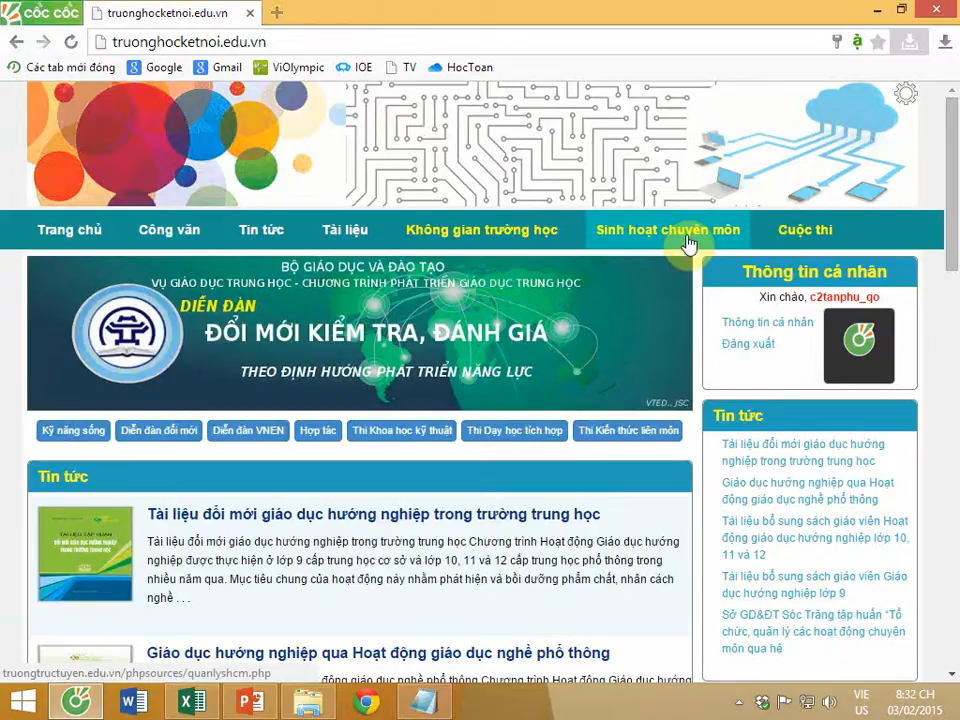 cốc cốc
truonghocketnoi.edu.vn
truonghocketnoi.edu.vn
Các tab mới đóng Google Gmail ViOlympic IOE TV HocToan
Trang chủ Công văn Tin tức Tài liệu Không gian trường học Sinh hoạt chuyên môn Cuộc thi
BỘ GIÁO DỤC VÀ ĐÀO TẠO
VỤ GIÁO DỤC TRUNG HỌC - CHƯƠNG TRÌNH PHÁT TRIỂN GIÁO DỤC TRUNG HỌC
DIỄN ĐÀN
ĐỔI MỚI KIỂM TRA, ĐÁNH GIÁ
THEO ĐỊNH HƯỚNG PHÁT TRIỂN NĂNG LỰC
VTED., JSC
Thông tin cá nhân
Xin chào, c2tanphu_qo
Thông tin cá nhân
Đăng xuất
Kỹ năng sống Diễn đàn đổi mới Diễn đàn VNEN Hợp tác Thi Khoa học kỹ thuật Thi Dạy học tích hợp Thi Kiến thức liên môn
Tin tức
Tài liệu đổi mới giáo dục hướng nghiệp trong trường trung học
Tài liệu đổi mới giáo dục hướng nghiệp trong trường trung học Chương trình Hoạt động Giáo dục hướng
nghiệp được thực hiện ở lớp 9 cấp trung học cơ sở và lớp 10, 11 và 12 cấp trung học phổ thông trong
nhiều năm qua. Mục tiêu chung của hoạt động này nhằm phát hiện và bồi dưỡng phẩm chất, nhân cách
nghề . . .
Giáo dục hướng nghiệp qua Hoạt động giáo dục nghề phổ thông
Tin tức
Tài liệu đổi mới giáo dục hướng
nghiệp trong trường trung học
Giáo dục hướng nghiệp qua Hoạt
động giáo dục nghề phổ thông
Tài liệu bổ sung sách giáo viên Hoạt
động giáo dục hướng nghiệp lớp 10,
11 và 12
Tài liệu bổ sung sách giáo viên Giáo
dục hướng nghiệp lớp 9
Sở GD&ĐT Sóc Trăng tập huấn “Tổ
chức, quản lý các hoạt động chuyên
môn qua hệ
truongtructuyen.edu.vn/phpsources/quanlyshcm.php
VIE 8:32 CH
US 03/02/2015